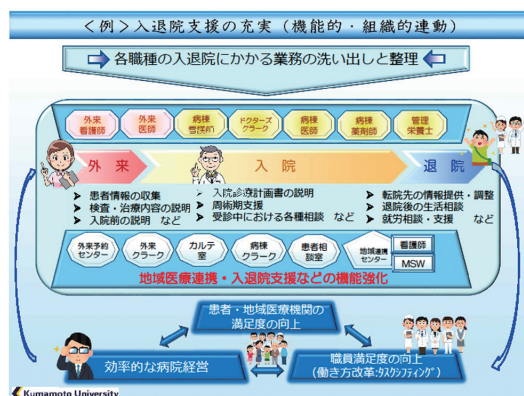 <例>入退院支援の充実(機能的・組織的連動)
各職種の入退院にかかる業務の洗い出しと整理
外来看護師
外来医師
病棟看護師
ドクターズクラーク
病棟医師
病棟薬剤師
管理栄養士
外来
入院
退院
➤ 患者情報の収集
➤ 検査・治療内容の説明
➤ 入院前の説明 など
➤ 入院診療計画書の説明
➤ 周術期支援
➤ 受診中における各種相談 など
➤ 転院先の情報提供・調整
➤ 退院後の生活相談
➤ 就労相談・支援 など
外来予約センター
外来クラーク
カルテ室
病棟クラーク
患者相談室
地域連携センター
看護師
MSW
地域医療連携・入退院支援などの機能強化
患者・地域医療機関の
満足度の向上
効率的な病院経営
職員満足度の向上
(働き方改革:タスクシフティング)
Kumamoto University